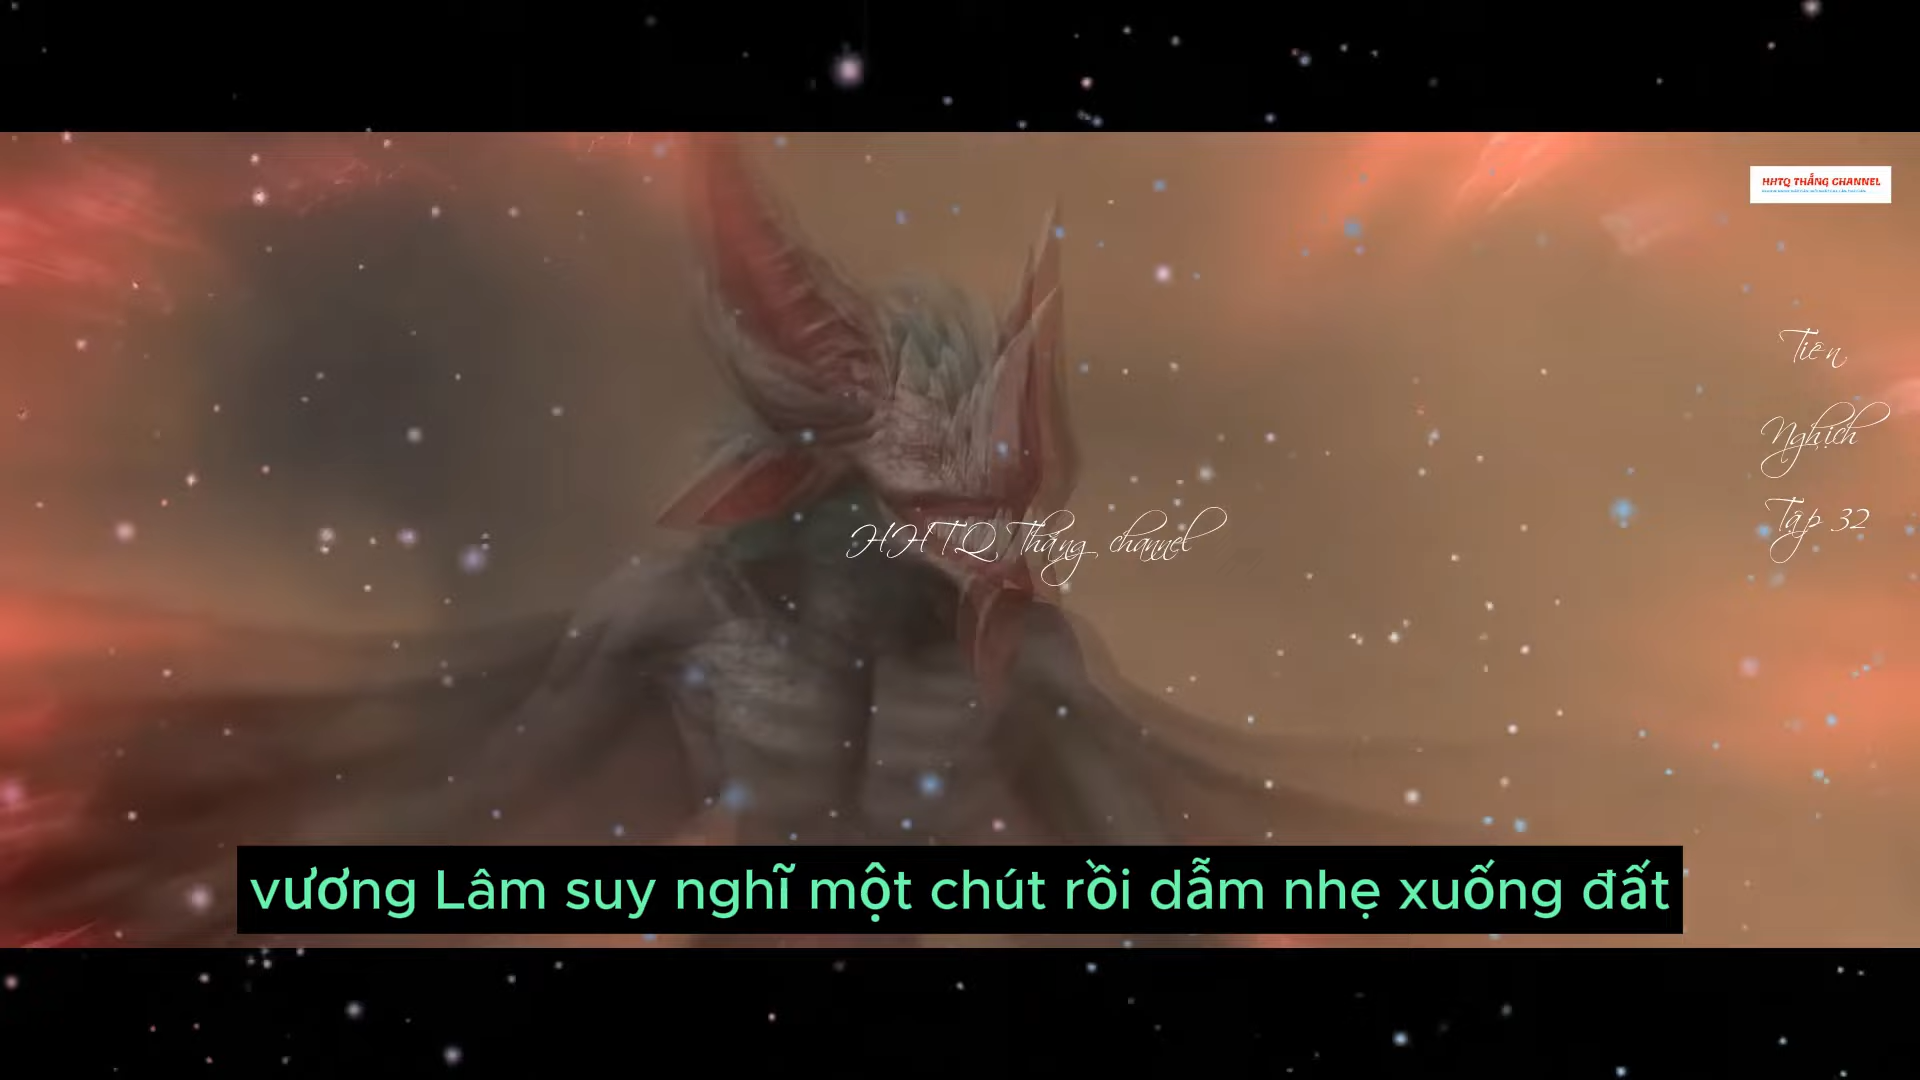 HHTQ THẮNG CHANNEL
Tiên
Nghịch
Tập 32
HHTQ Thắng channel
vương Lâm suy nghĩ một chút rồi dẫm nhẹ xuống đất